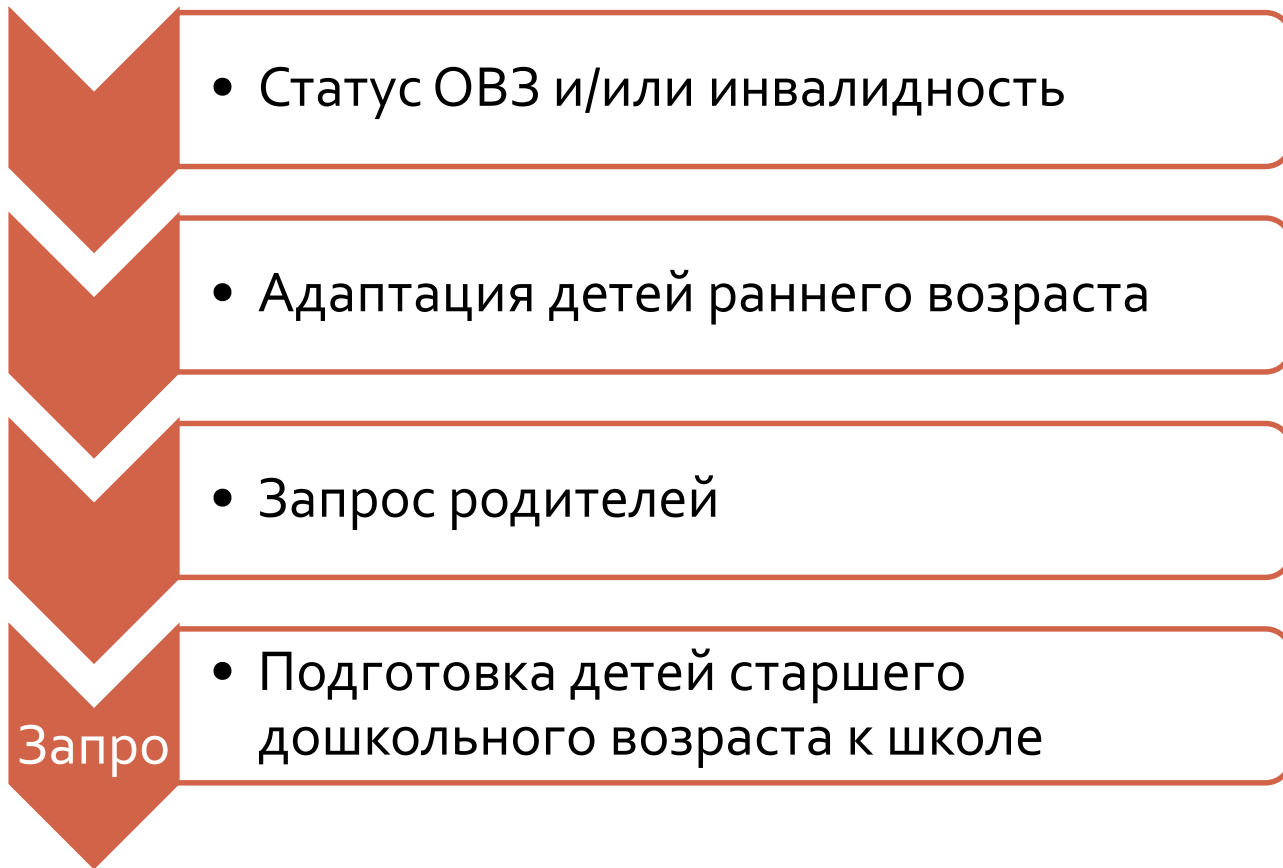 • Статус ОВЗ и/или инвалидность
• Адаптация детей раннего возраста
• Запрос родителей
• Подготовка детей старшего
дошкольного возраста к школе
Запро